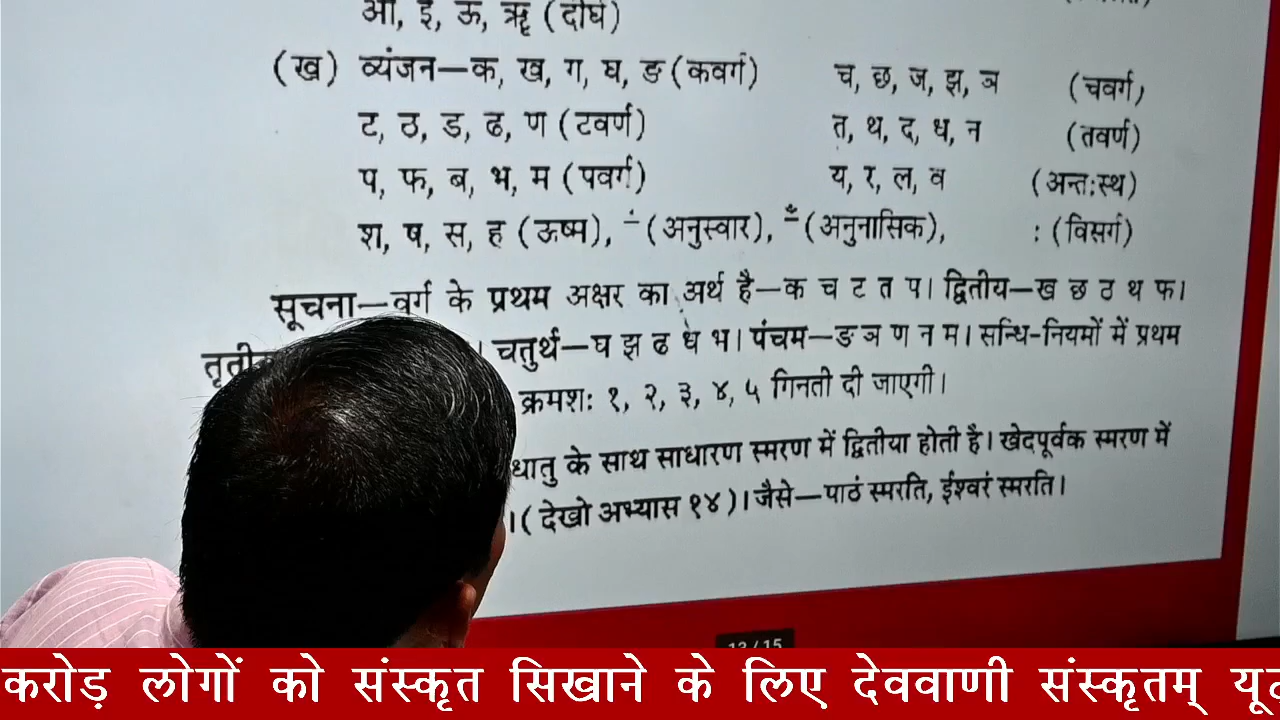 आ, ई, ऊ, ॠ (दीर्घ)
(ख) व्यंजन—क, ख, ग, घ, ङ (कवर्ग) च, छ, ज, झ, ञ (चवर्ग)
ट, ठ, ड, ढ, ण (टवर्ण) त, थ, द, ध, न (तवर्ण)
प, फ, ब, भ, म (पवर्ग) य, र, ल, व (अन्त:स्थ)
श, ष, स, ह (ऊष्म), ∸ (अनुस्वार), ँ (अनुनासिक), : (विसर्ग)
सूचना—वर्ग के प्रथम अक्षर का अर्थ है—क च ट त प। द्वितीय—ख छ ठ थ फ।
। चतुर्थ—घ झ ढ ध भ। पंचम—ङ ञ ण न म। सन्धि-नियमों में प्रथम
क्रमश: १, २, ३, ४, ५ गिनती दी जाएगी।
धातु के साथ साधारण स्मरण में द्वितीया होती है। खेदपूर्वक स्मरण में
। ( देखो अभ्यास १४ )। जैसे—पाठं स्मरति, ईश्वरं स्मरति।
करोड़ लोगों को संस्कृत सिखाने के लिए देववाणी संस्कृतम्